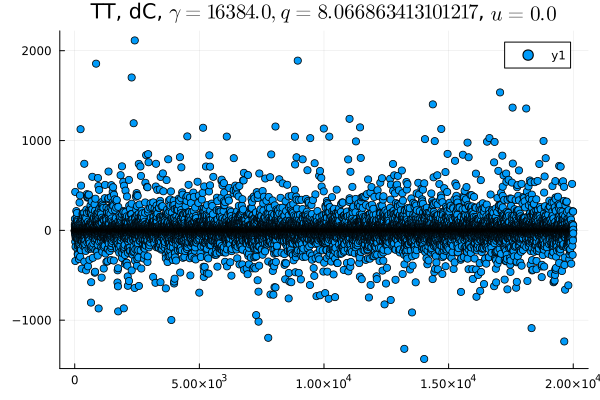 TT, dC, γ = 16384.0, q = 8.066863413101217, u = 0.0
y1
2000
1000
0
−1000
0 5.00×10³ 1.00×10⁴ 1.50×10⁴ 2.00×10⁴